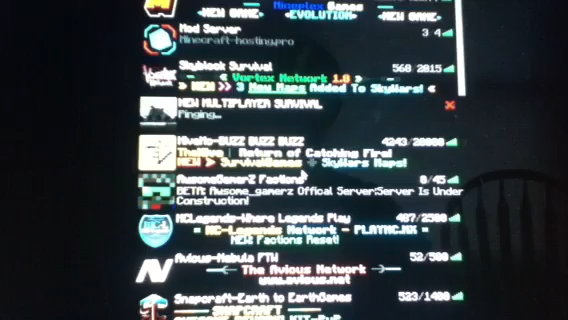 Mineplex Games
-NEW GAME- <EVOLUTION> -NEW GAME-
Mod Server 3 4
Minecraft-hosting.pro
Skyblock Survival 568 2015
« Vortex Network 1.8 »
» NEW >> 3 New Maps Added To SkyWars! «
NEW MULTIPLAYER SURVIVAL
Pinging...
HiveMc-BUZZ BUZZ BUZZ 4243/20000
TheHive | Return of Catching Fire!
NEW > SurvivalGames + SkyWars Maps!
AwsomeGamerZ Factions 0/45
BETA: Awsome_gamerz Offical Server:Server Is Under
Construction!
MCLegends-Where Legends Play 487/2500
= MC-Legends Network - PLAYMC.MX =
NEW: Factions Reset!
Avious-Nebula FTW 52/500
The Avious Network
www.avious.net
Snapcraft-Earth to EarthGames 523/1400
SNAPCRAFT
KIT-PvP